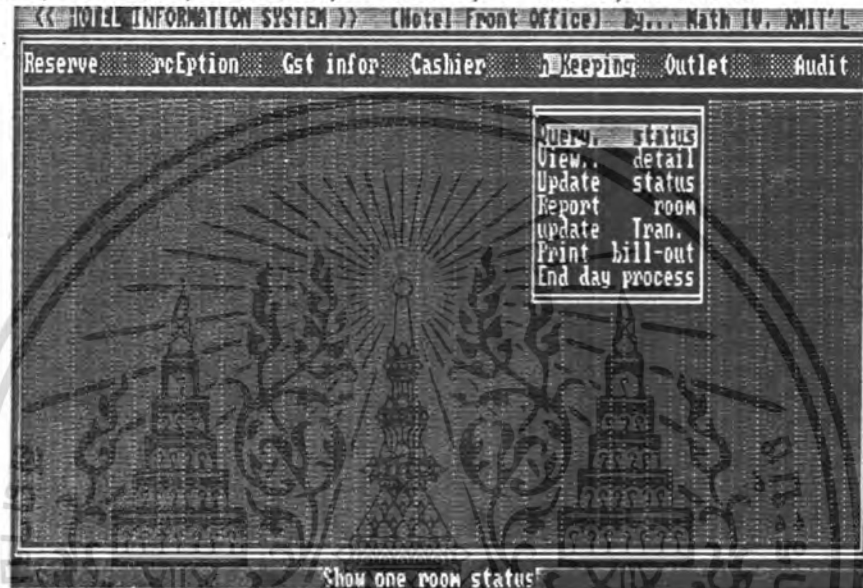 << HOTEL INFORMATION SYSTEM >> [Hotel Front Office] By... Math IV. KMIT'L
Reserve rcEption Gst infor Cashier h_Keeping Outlet Audit
Query. status
View.. detail
Update status
Report room
update Tran.
Print bill-out
End day process
Show one room status